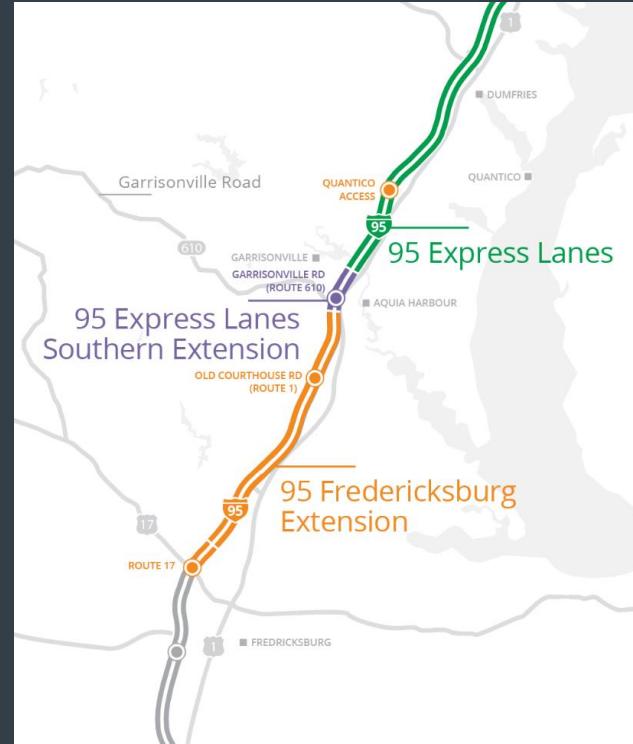 1
DUMFRIES
Garrisonville Road
QUANTICO
ACCESS
QUANTICO
95
610
95 Express Lanes
GARRISONVILLE
GARRISONVILLE RD
(ROUTE 610)
AQUIA HARBOUR
95 Express Lanes
Southern Extension
OLD COURTHOUSE RD
(ROUTE 1)
95 Fredericksburg
Extension
95
17
ROUTE 17
1
FREDRICKSBURG